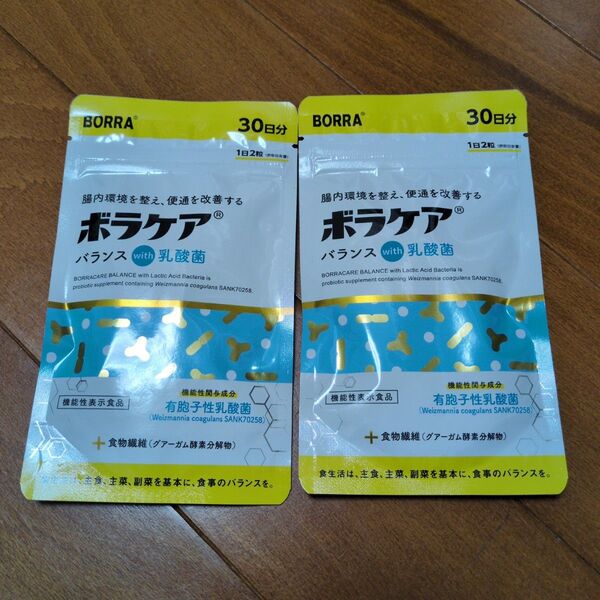 BORRA®
30日分
1日2粒
腸内環境を整え、便通を改善する
ボラケア®
バランス with 乳酸菌
BORRACARE BALANCE with Lactic Acid Bacteria is
probiotic supplement containing Weizmannia coagulans SANK70258.
機能性表示食品
機能性関与成分
有胞子性乳酸菌
(Weizmannia coagulans SANK70258)
+食物繊維(グアーガム酵素分解物)
食生活は、主食、主菜、副菜を基本に、食事のバランスを。
BORRA®
30日分
1日2粒
腸内環境を整え、便通を改善する
ボラケア®
バランス with 乳酸菌
BORRACARE BALANCE with Lactic Acid Bacteria is
probiotic supplement containing Weizmannia coagulans SANK70258.
機能性表示食品
機能性関与成分
有胞子性乳酸菌
(Weizmannia coagulans SANK70258)
+食物繊維(グアーガム酵素分解物)
食生活は、主食、主菜、副菜を基本に、食事のバランスを。